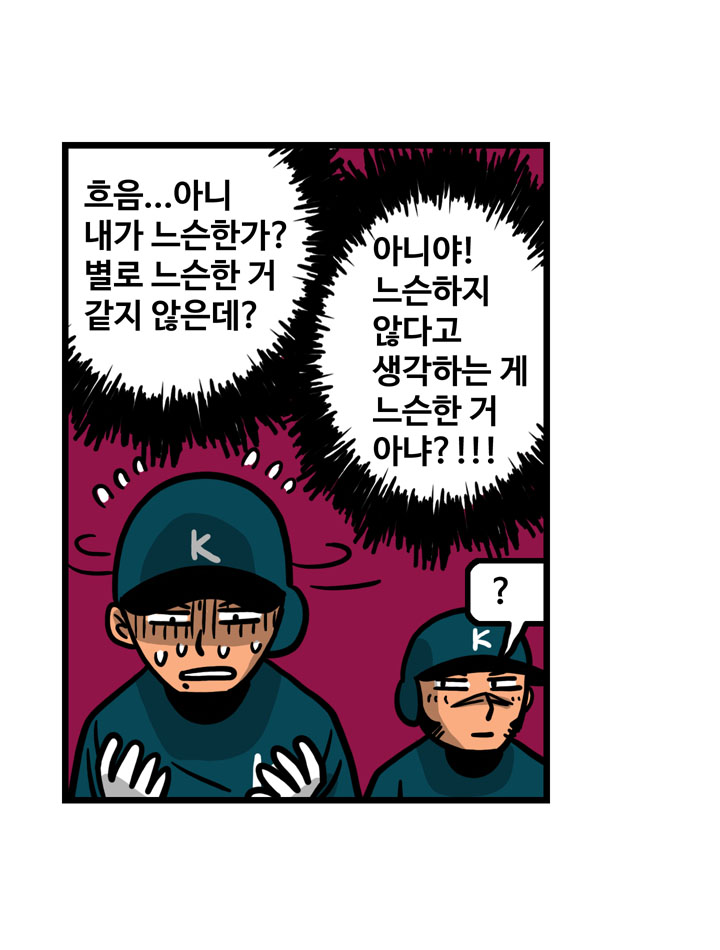 흐음...아니
내가 느슨한가?
별로 느슨한 거
같지 않은데?
아니야!
느슨하지
않다고
생각하는 게
느슨한 거
아냐?!!!
?
K
K